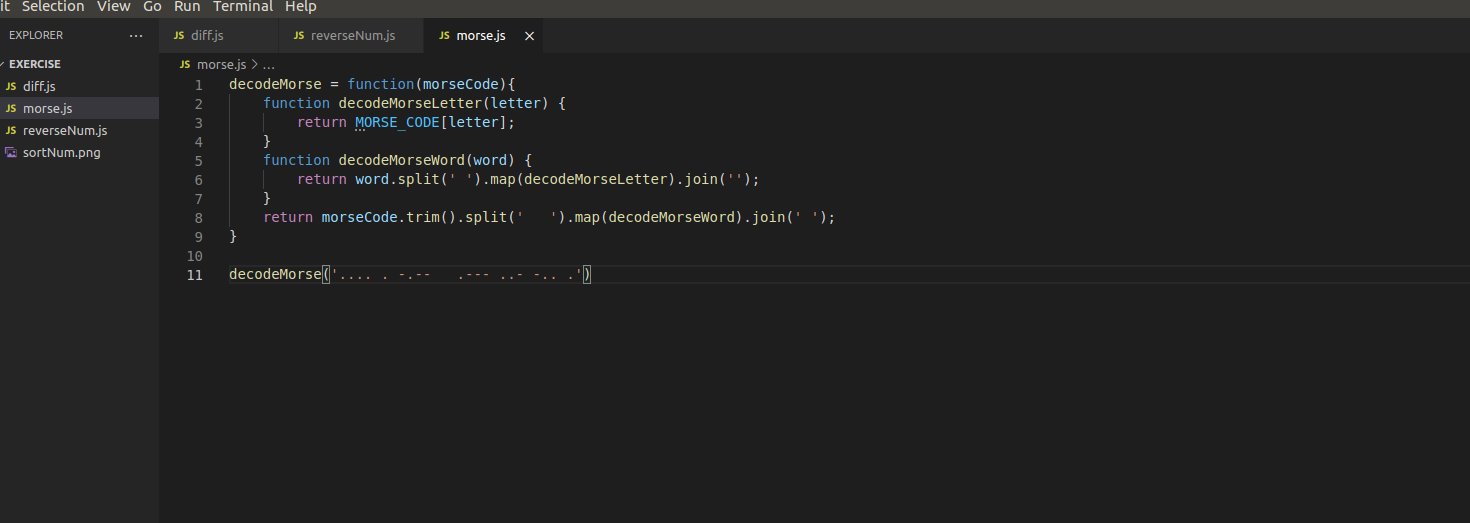 it Selection View Go Run Terminal Help
EXPLORER ···
JS diff.js JS reverseNum.js JS morse.js ×
EXERCISE
JS diff.js
JS morse.js
JS reverseNum.js
sortNum.png
JS morse.js > ...
1 decodeMorse = function(morseCode){
2     function decodeMorseLetter(letter) {
3         return MORSE_CODE[letter];
4     }
5     function decodeMorseWord(word) {
6         return word.split(' ').map(decodeMorseLetter).join('');
7     }
8     return morseCode.trim().split('   ').map(decodeMorseWord).join(' ');
9 }
10
11 decodeMorse('.... . -.--   .--- ..- -.. .')